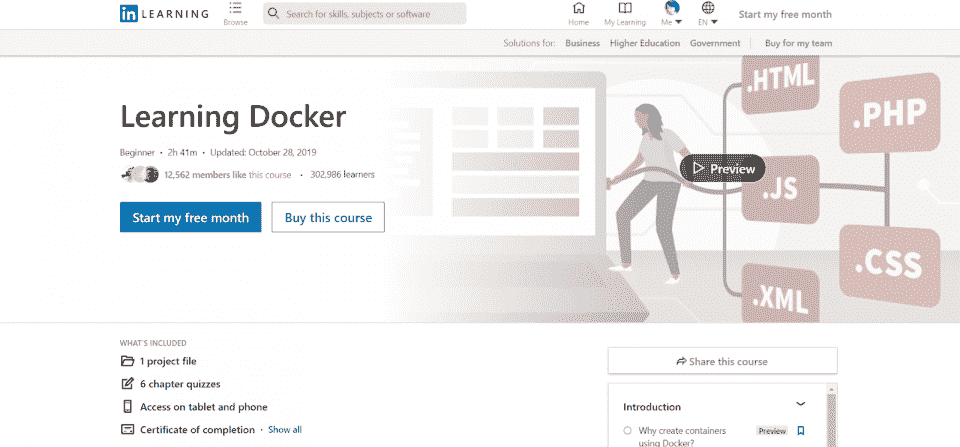 in LEARNING
Browse
Search for skills, subjects or software
Home
My Learning
Me
EN
Start my free month
Solutions for: Business Higher Education Government Buy for my team
Learning Docker
Beginner • 2h 41m • Updated: October 28, 2019
12,562 members like this course • 302,986 learners
Start my free month
Buy this course
Preview
.HTML
.PHP
.JS
.CSS
.XML
WHAT'S INCLUDED
1 project file
6 chapter quizzes
Access on tablet and phone
Certificate of completion • Show all
Share this course
Introduction
Why create containers Preview
using Docker?